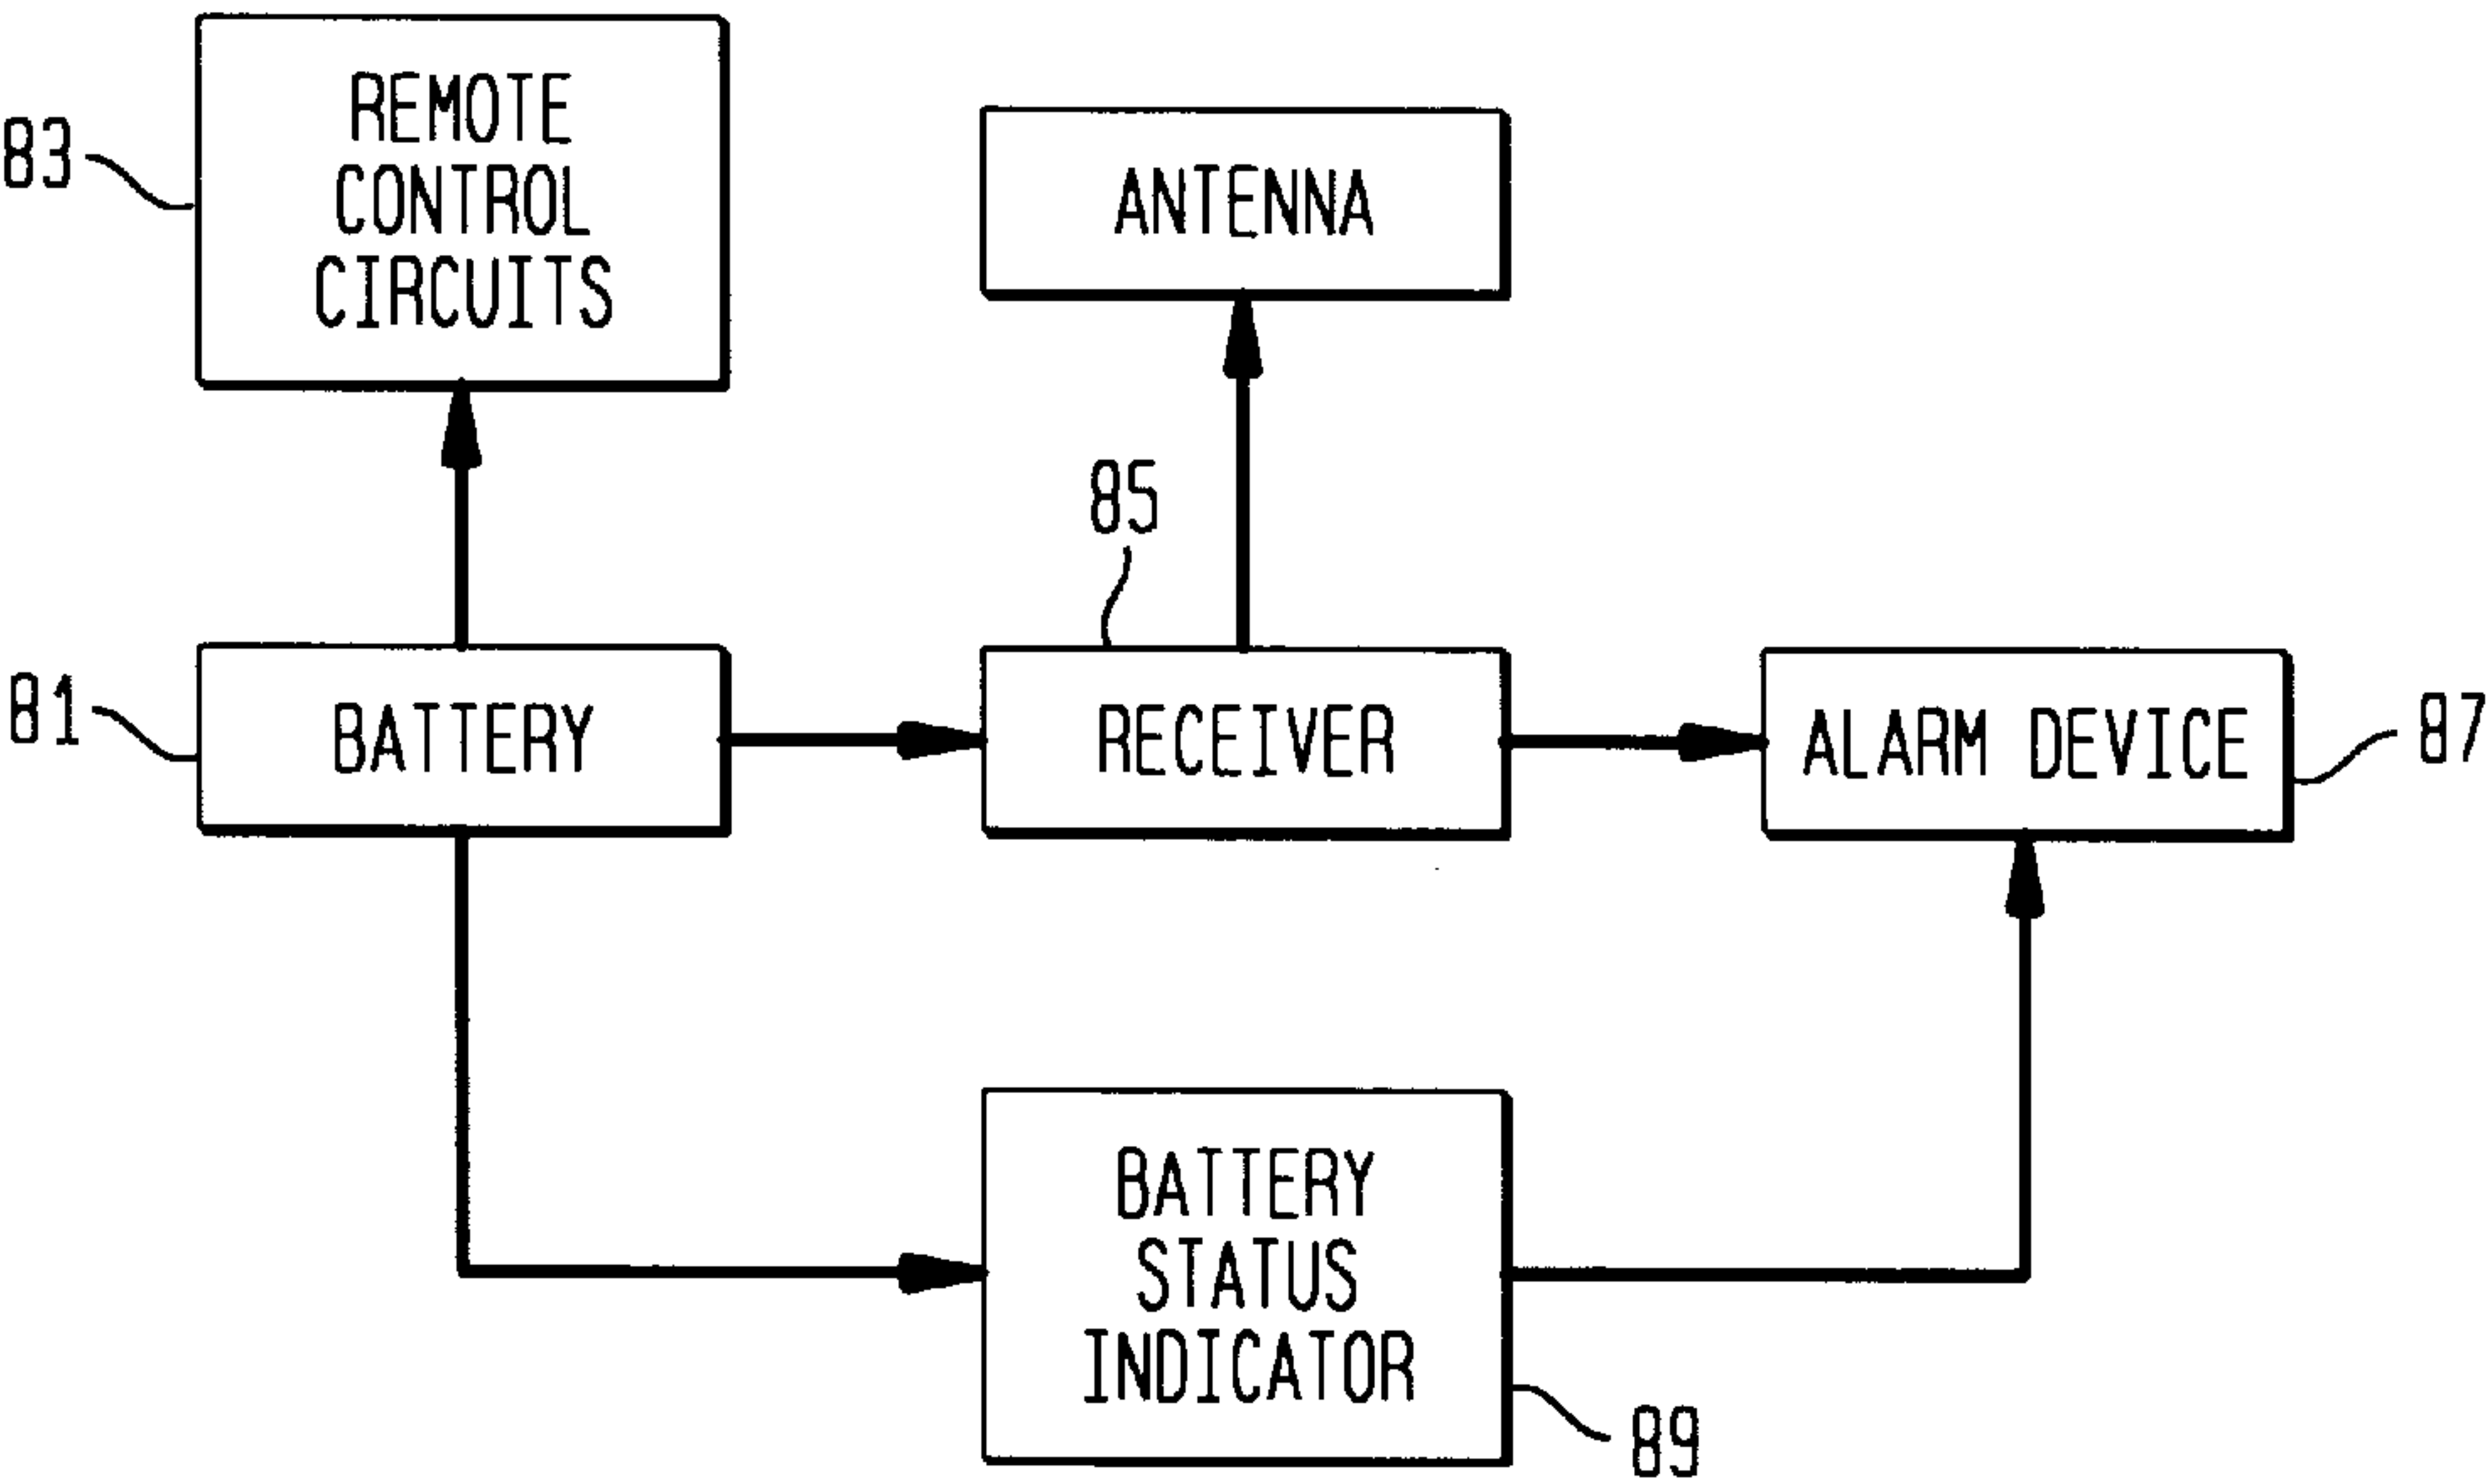 REMOTE
CONTROL
CIRCUITS
83
ANTENNA
85
81
BATTERY
RECEIVER
ALARM DEVICE
87
BATTERY
STATUS
INDICATOR
89